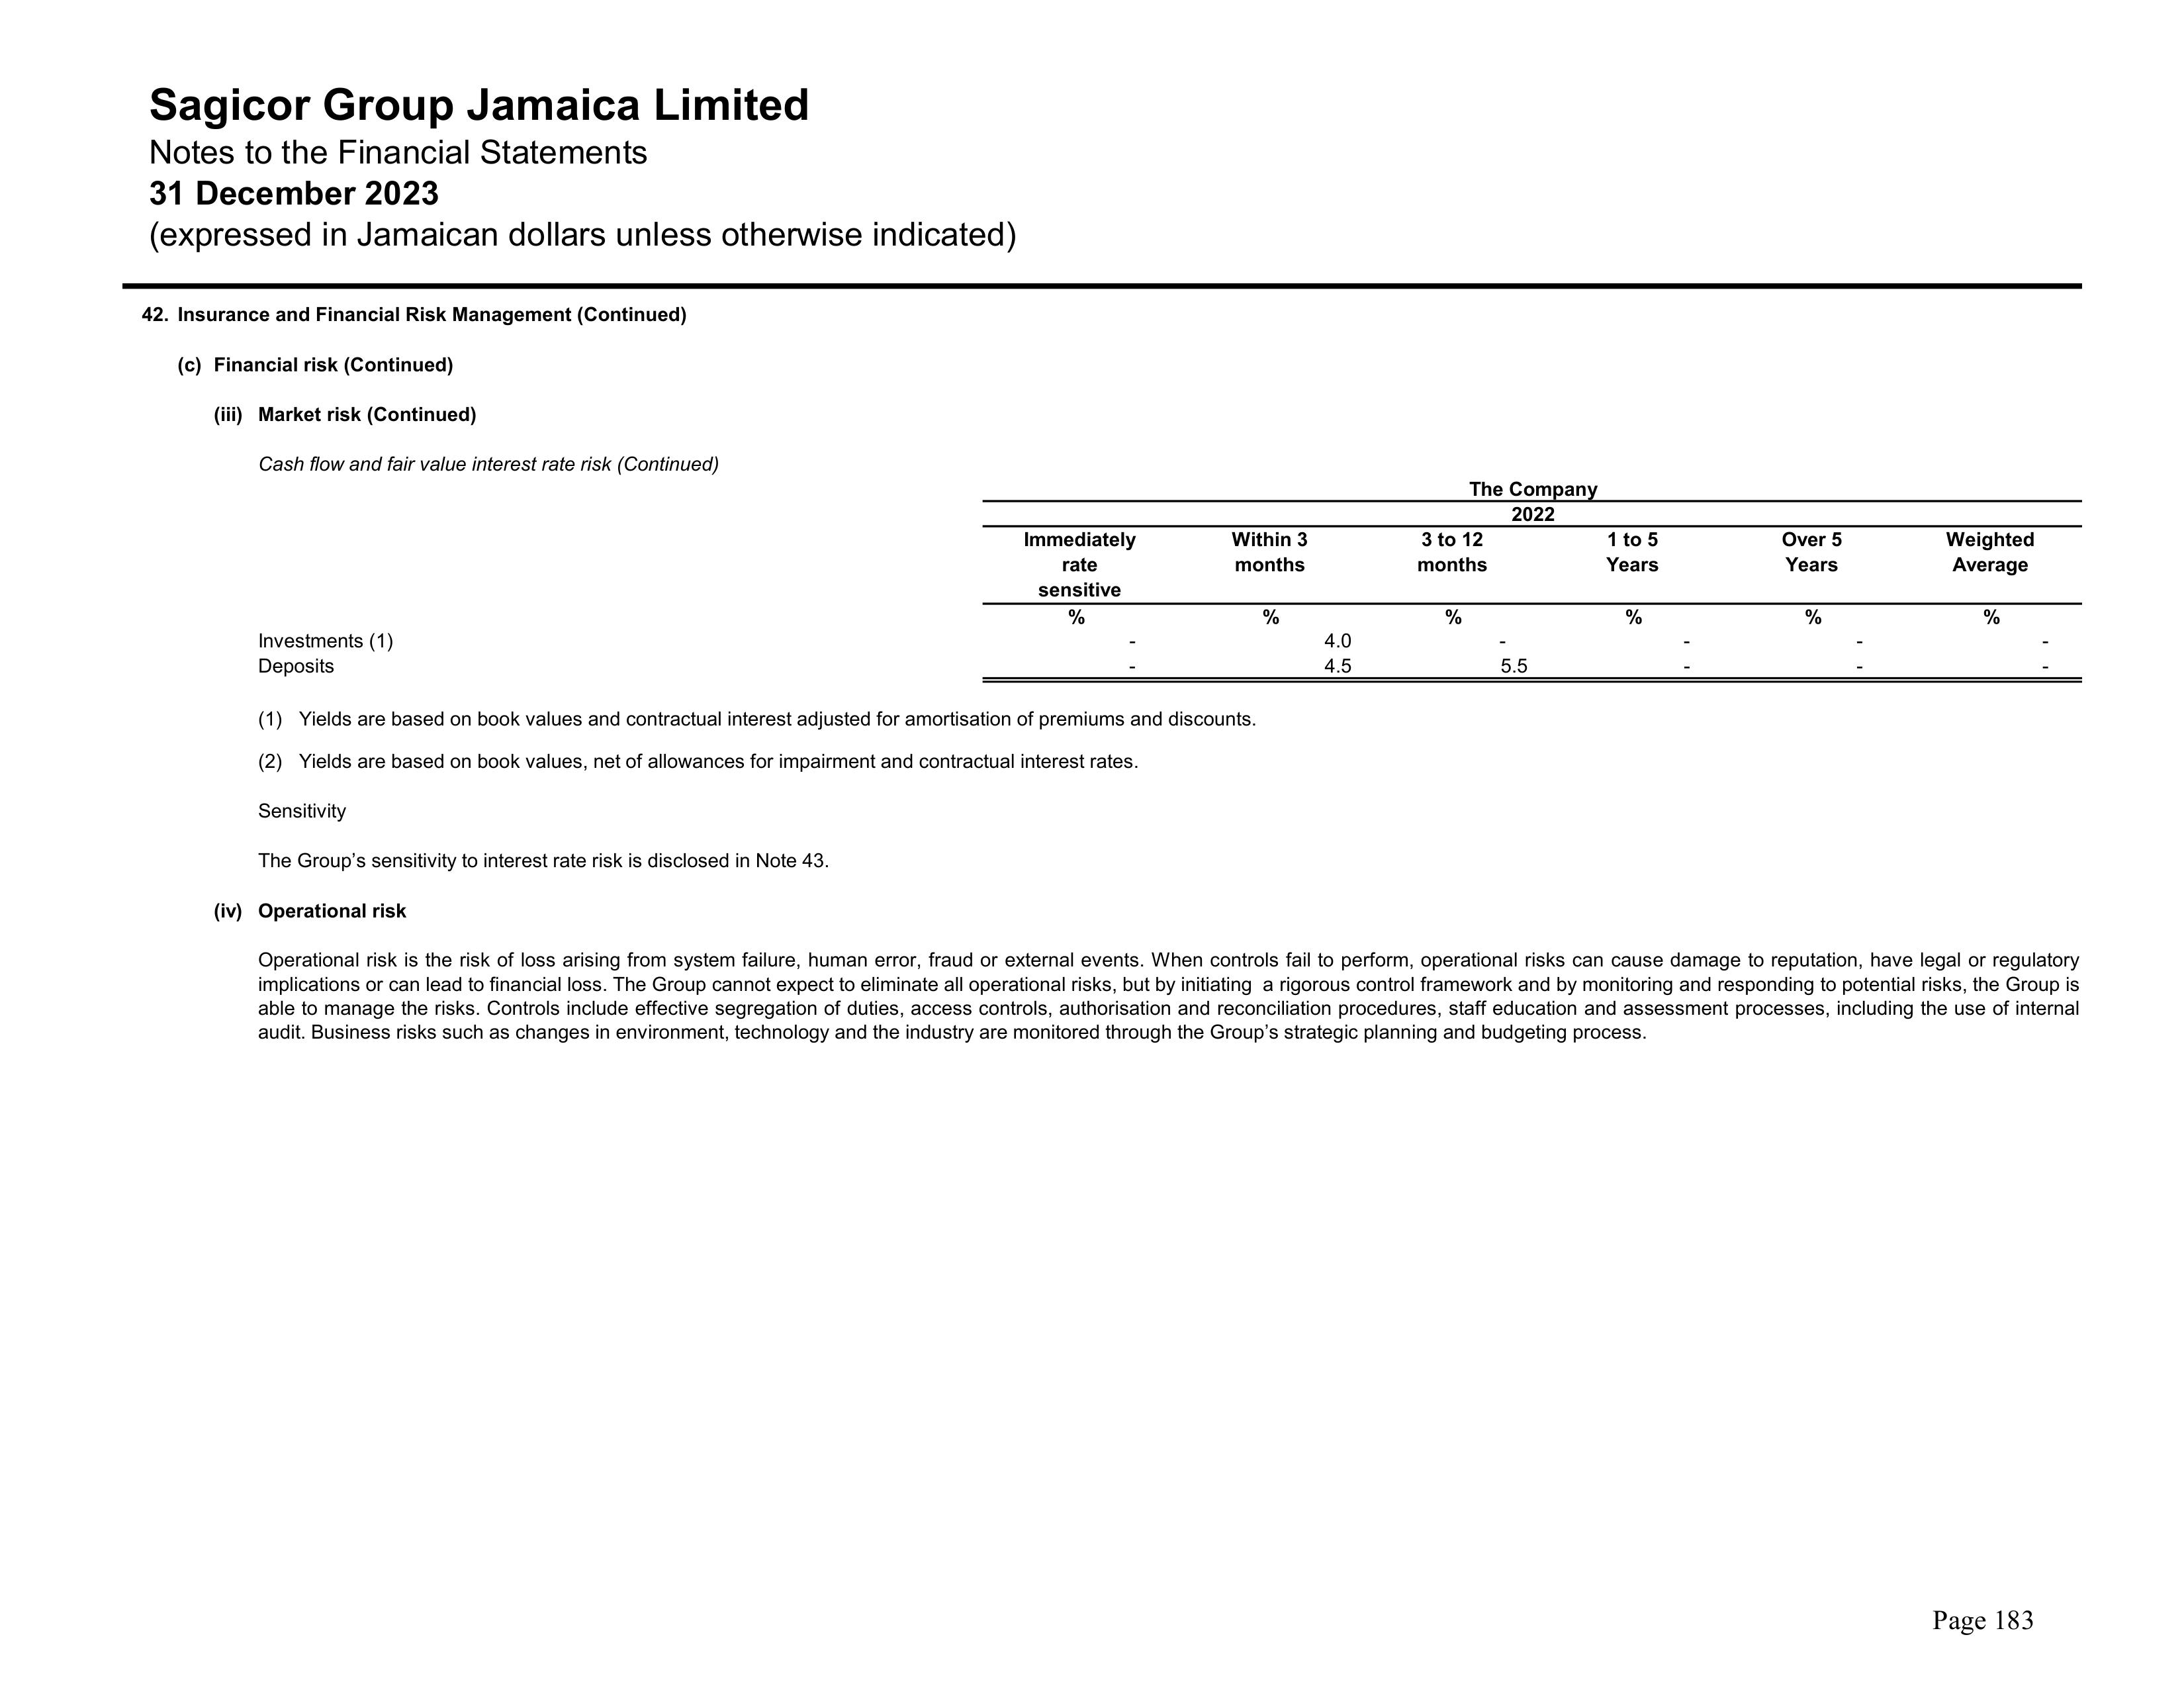 Sagicor Group Jamaica Limited
Notes to the Financial Statements
31 December 2023
(expressed in Jamaican dollars unless otherwise indicated)
42. Insurance and Financial Risk Management (Continued)
(c) Financial risk (Continued)
(iii) Market risk (Continued)
Cash flow and fair value interest rate risk (Continued)
The Company
2022
Immediately Within 3 3 to 12 1 to 5 Over 5 Weighted
rate months months Years Years Average
sensitive
% % % % % %
Investments (1) - 4.0 - - - -
Deposits - 4.5 5.5 - - -
(1) Yields are based on book values and contractual interest adjusted for amortisation of premiums and discounts.
(2) Yields are based on book values, net of allowances for impairment and contractual interest rates.
Sensitivity
The Group’s sensitivity to interest rate risk is disclosed in Note 43.
(iv) Operational risk
Operational risk is the risk of loss arising from system failure, human error, fraud or external events. When controls fail to perform, operational risks can cause damage to reputation, have legal or regulatory
implications or can lead to financial loss. The Group cannot expect to eliminate all operational risks, but by initiating a rigorous control framework and by monitoring and responding to potential risks, the Group is
able to manage the risks. Controls include effective segregation of duties, access controls, authorisation and reconciliation procedures, staff education and assessment processes, including the use of internal
audit. Business risks such as changes in environment, technology and the industry are monitored through the Group’s strategic planning and budgeting process.
Page 183